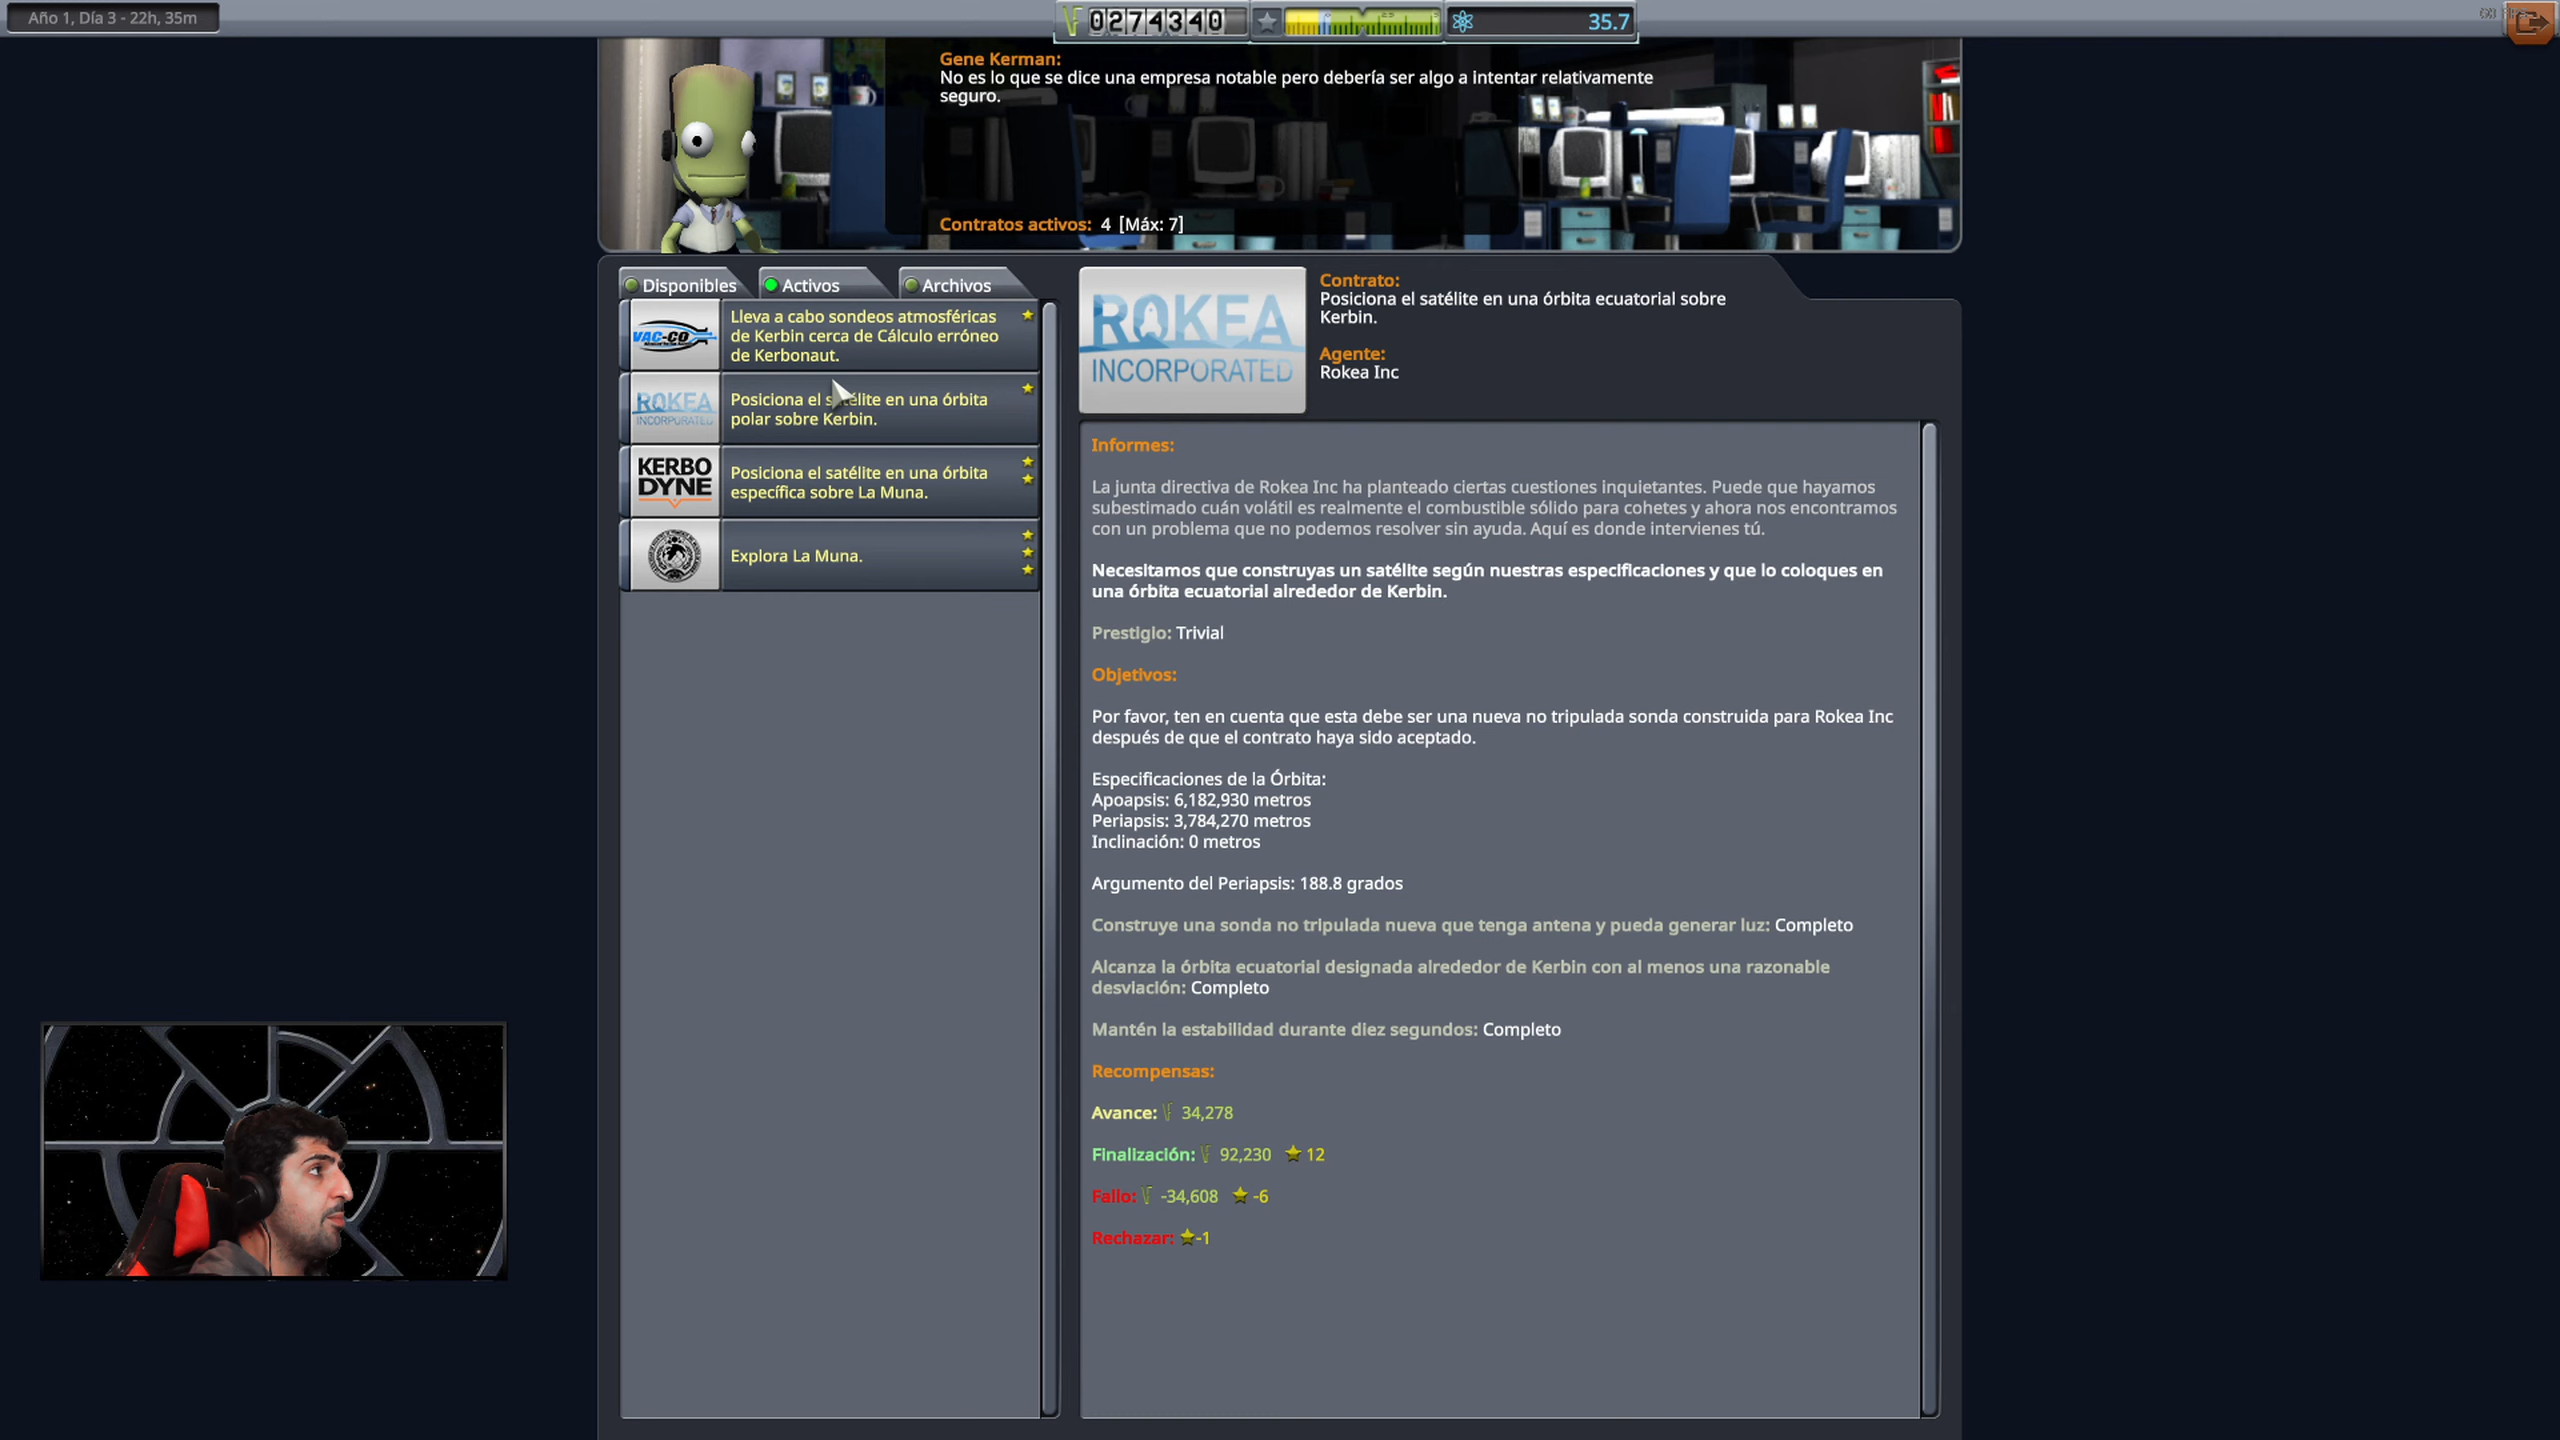 Año 1, Día 3 - 22h, 35m
0274340
35.7
Gene Kerman:
No es lo que se dice una empresa notable pero debería ser algo a intentar relativamente
seguro.
Contratos activos: 4 [Máx: 7]
Disponibles
Activos
Archivos
VAC-CO
Lleva a cabo sondeos atmosféricas
de Kerbin cerca de Cálculo erróneo
de Kerbonaut.
ROKEA
INCORPORATED
Posiciona el satélite en una órbita
polar sobre Kerbin.
KERBO
DYNE
Posiciona el satélite en una órbita
específica sobre La Muna.
Explora La Muna.
ROKEA
INCORPORATED
Contrato:
Posiciona el satélite en una órbita ecuatorial sobre
Kerbin.
Agente:
Rokea Inc
Informes:
La junta directiva de Rokea Inc ha planteado ciertas cuestiones inquietantes. Puede que hayamos
subestimado cuán volátil es realmente el combustible sólido para cohetes y ahora nos encontramos
con un problema que no podemos resolver sin ayuda. Aquí es donde intervienes tú.
Necesitamos que construyas un satélite según nuestras especificaciones y que lo coloques en
una órbita ecuatorial alrededor de Kerbin.
Prestigio: Trivial
Objetivos:
Por favor, ten en cuenta que esta debe ser una nueva no tripulada sonda construida para Rokea Inc
después de que el contrato haya sido aceptado.
Especificaciones de la Órbita:
Apoapsis: 6,182,930 metros
Periapsis: 3,784,270 metros
Inclinación: 0 metros
Argumento del Periapsis: 188.8 grados
Construye una sonda no tripulada nueva que tenga antena y pueda generar luz: Completo
Alcanza la órbita ecuatorial designada alrededor de Kerbin con al menos una razonable
desviación: Completo
Mantén la estabilidad durante diez segundos: Completo
Recompensas:
Avance: 34,278
Finalización: 92,230 12
Fallo: -34,608 -6
Rechazar: -1